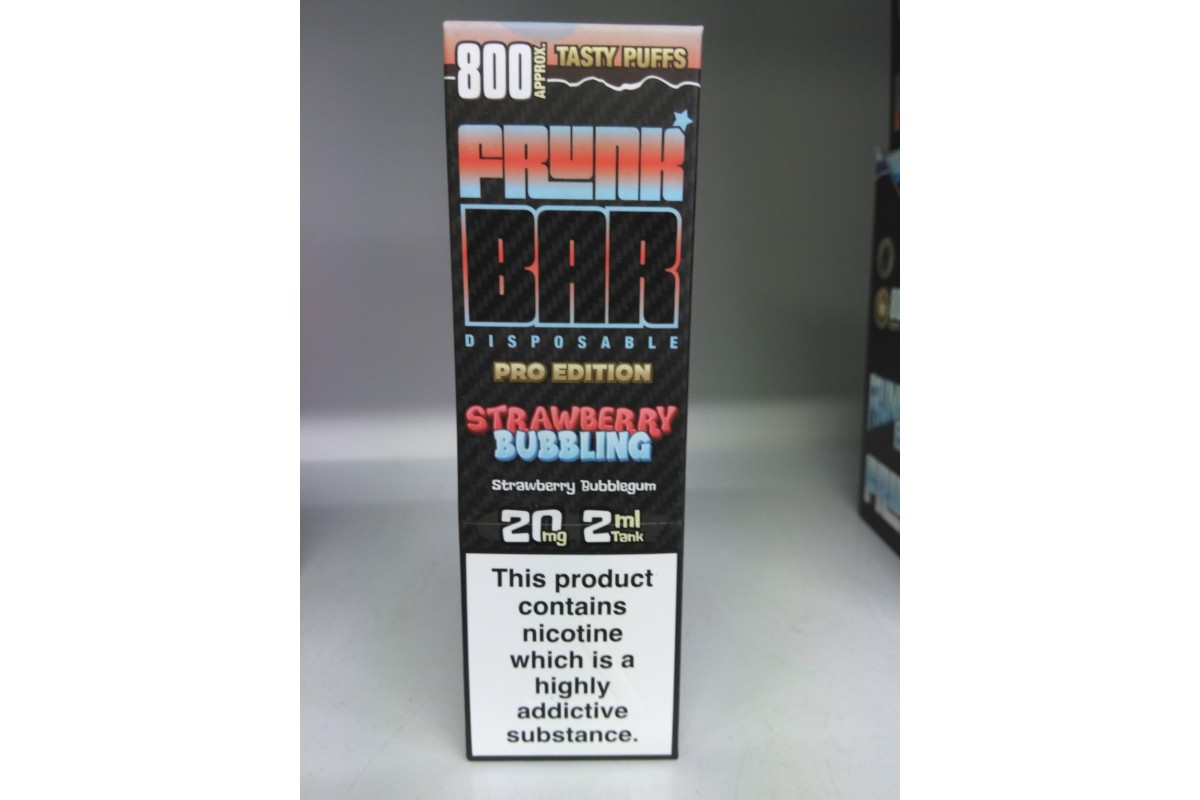 800 APPROX. TASTY PUFFS
FRUNK
BAR
DISPOSABLE
PRO EDITION
STRAWBERRY
BUBBLING
Strawberry Bubblegum
20mg 2ml Tank
This product
contains
nicotine
which is a
highly
addictive
substance.